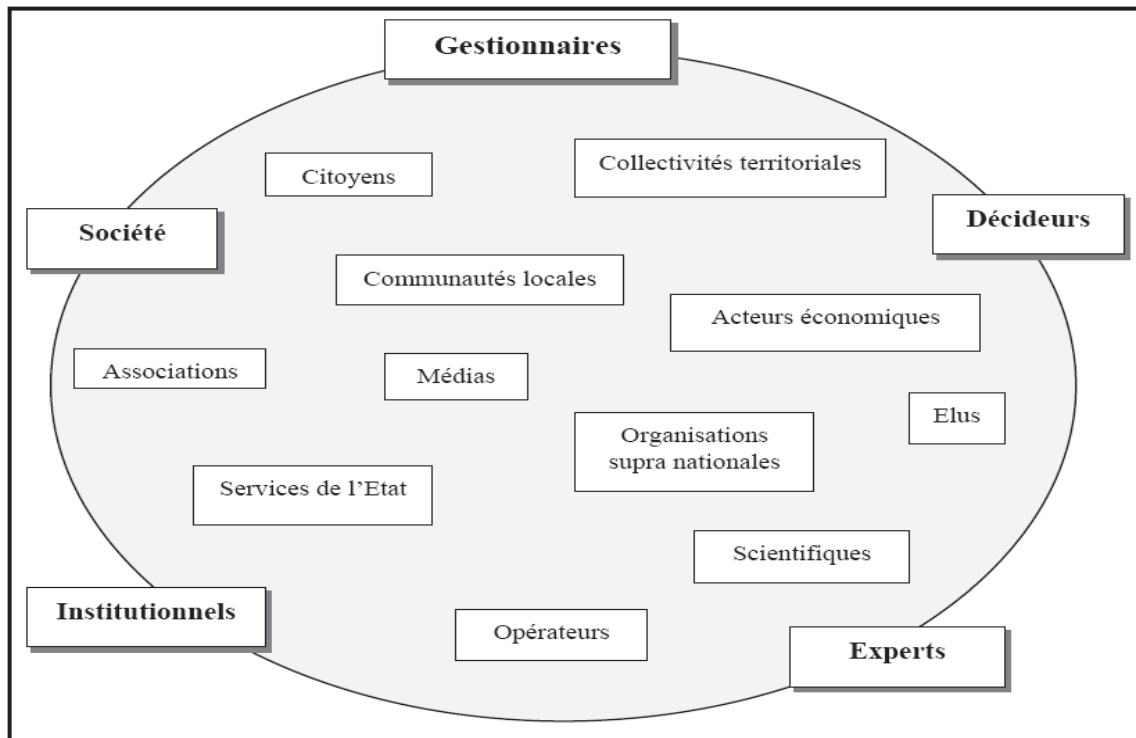 Gestionnaires
Citoyens
Collectivités territoriales
Société
Décideurs
Communautés locales
Acteurs économiques
Associations
Médias
Elus
Organisations
supra nationales
Services de l’Etat
Scientifiques
Institutionnels
Opérateurs
Experts